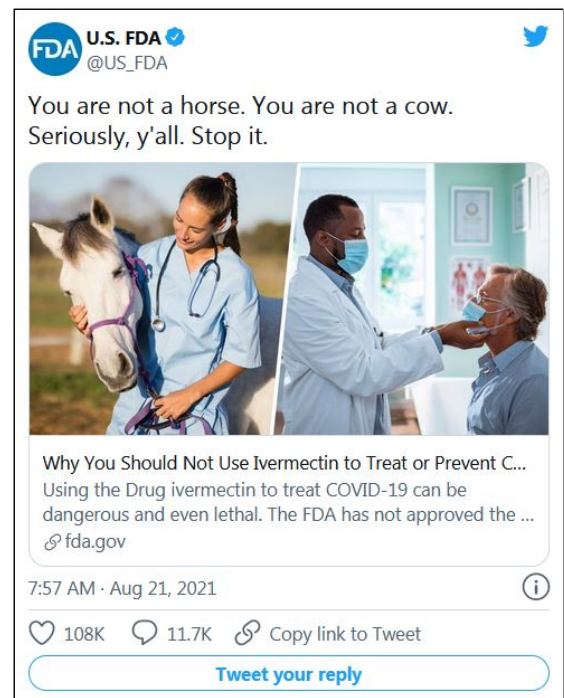 FDA
U.S. FDA
@US_FDA
You are not a horse. You are not a cow.
Seriously, y'all. Stop it.
Why You Should Not Use Ivermectin to Treat or Prevent C...
Using the Drug ivermectin to treat COVID-19 can be
dangerous and even lethal. The FDA has not approved the ...
fda.gov
7:57 AM · Aug 21, 2021
108K 11.7K Copy link to Tweet
Tweet your reply